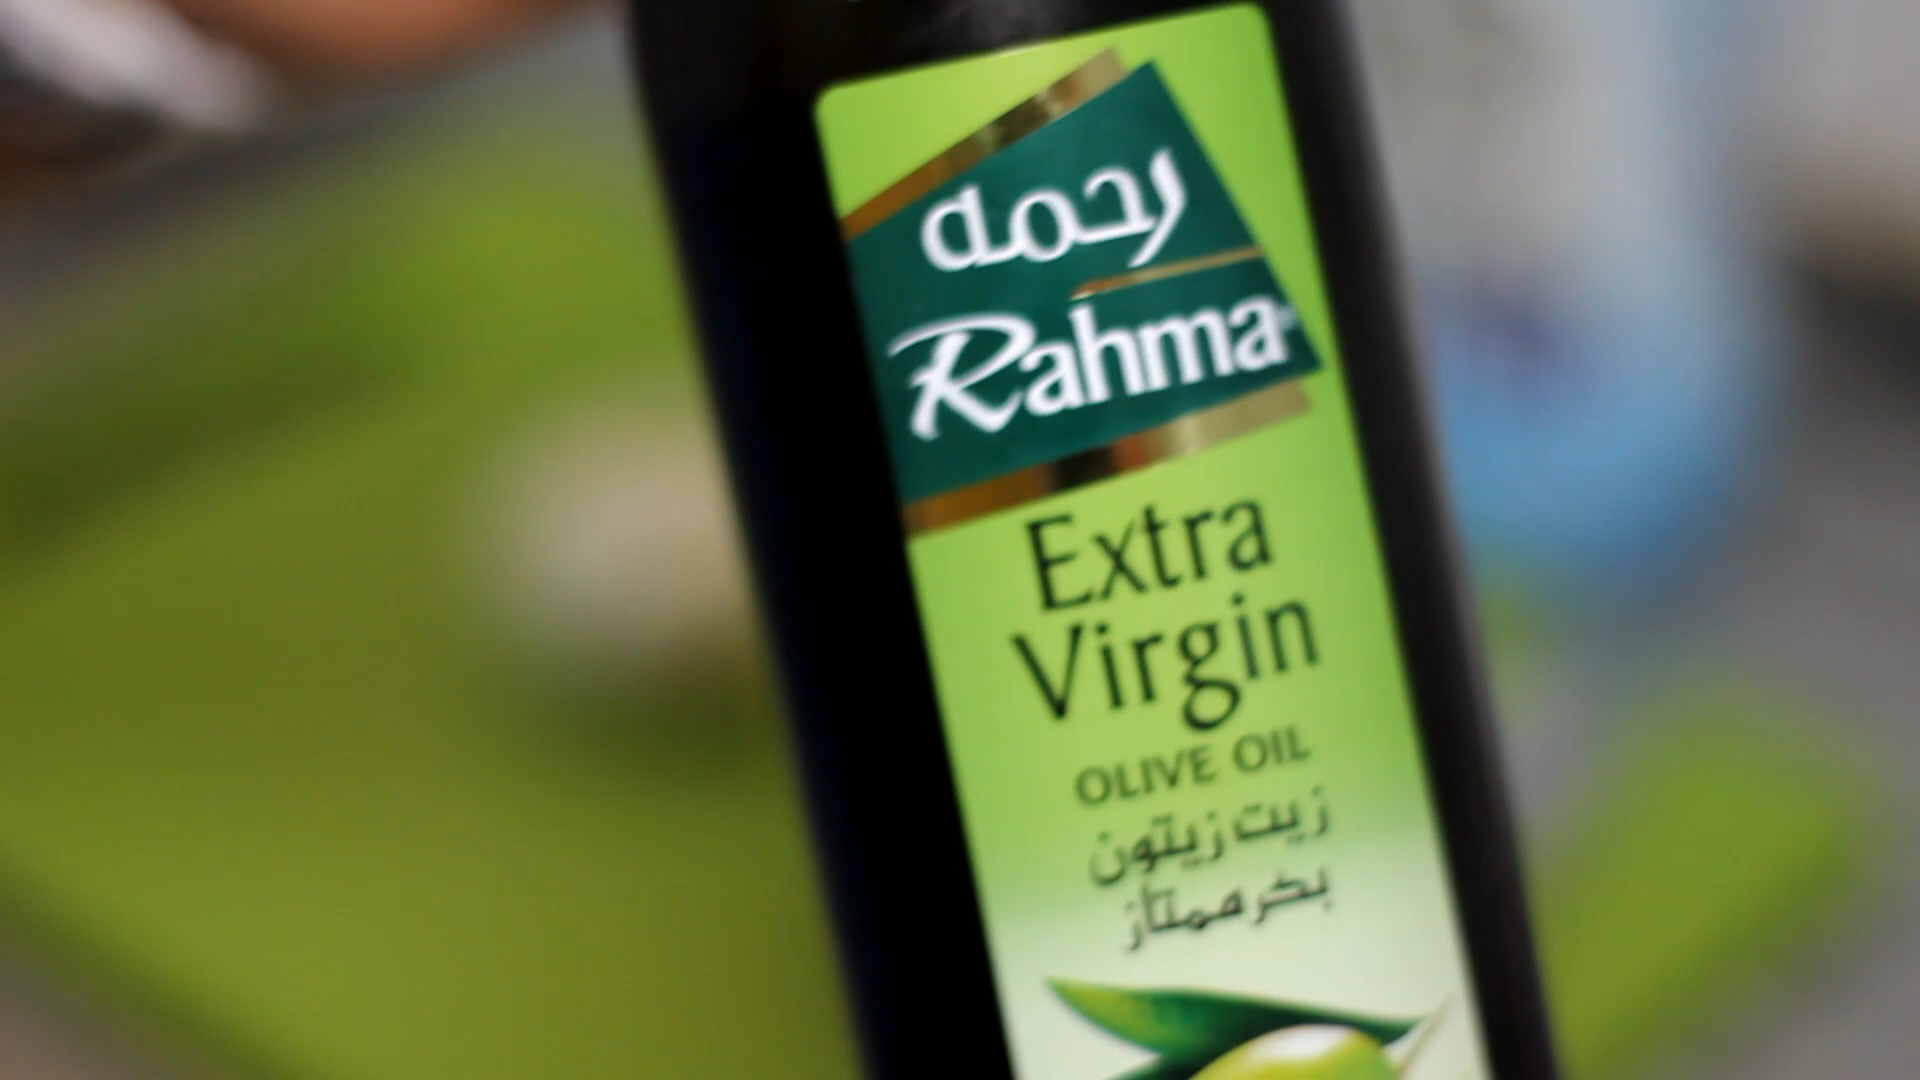 رحمه
Rahma
Extra
Virgin
OLIVE OIL
زيت زيتون
بكر ممتاز